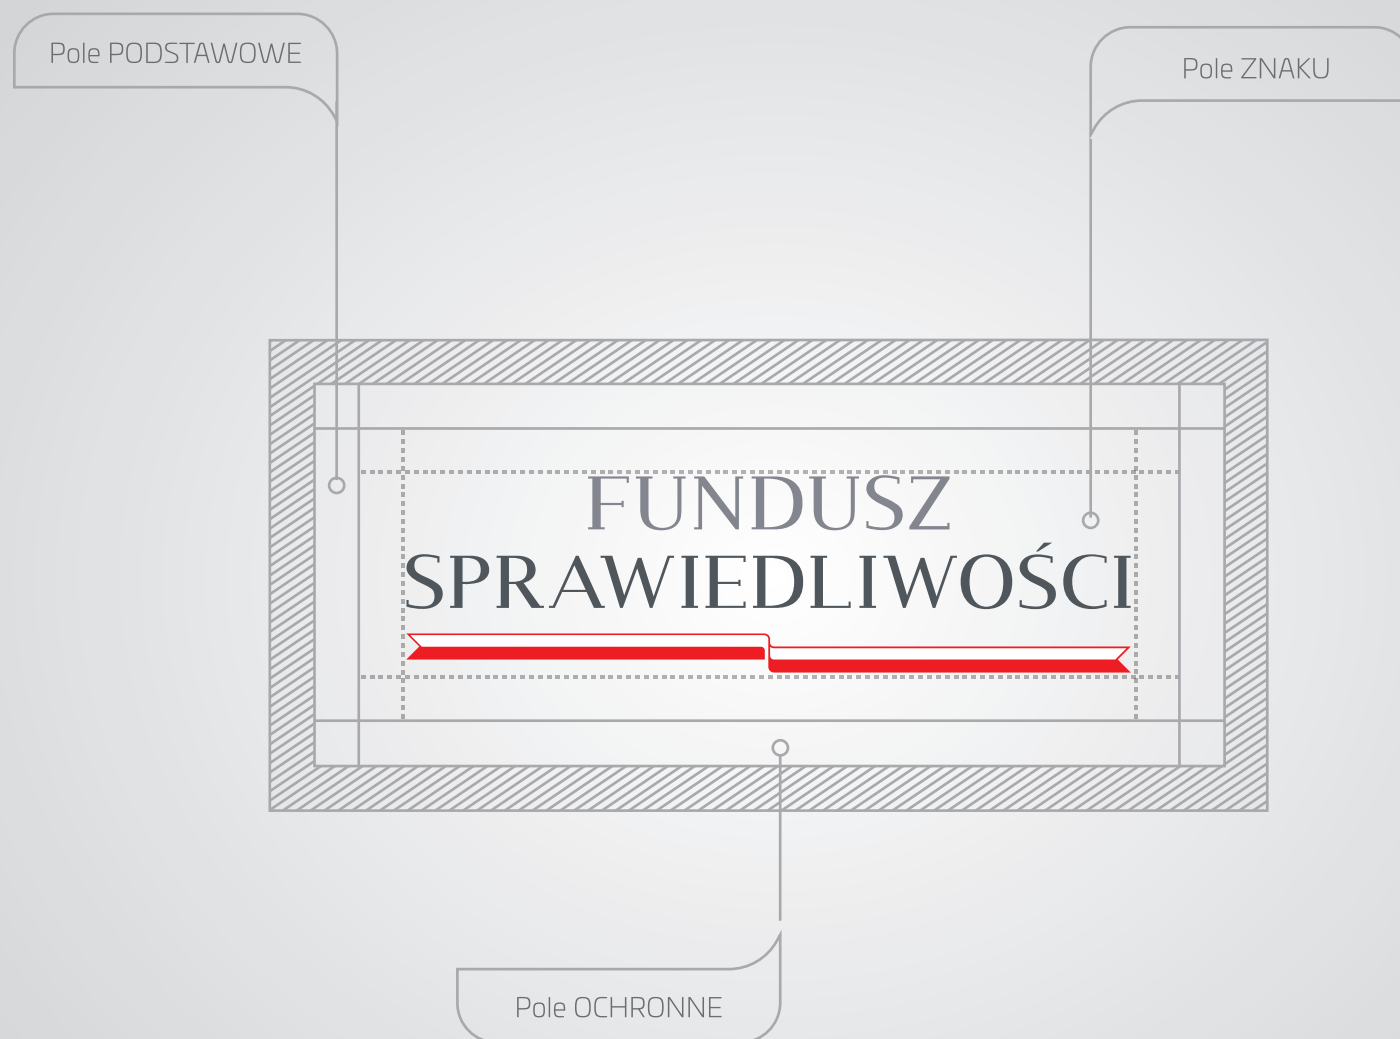 Pole PODSTAWOWE
Pole ZNAKU
FUNDUSZ
SPRAWIEDLIWOŚCI
Pole OCHRONNE